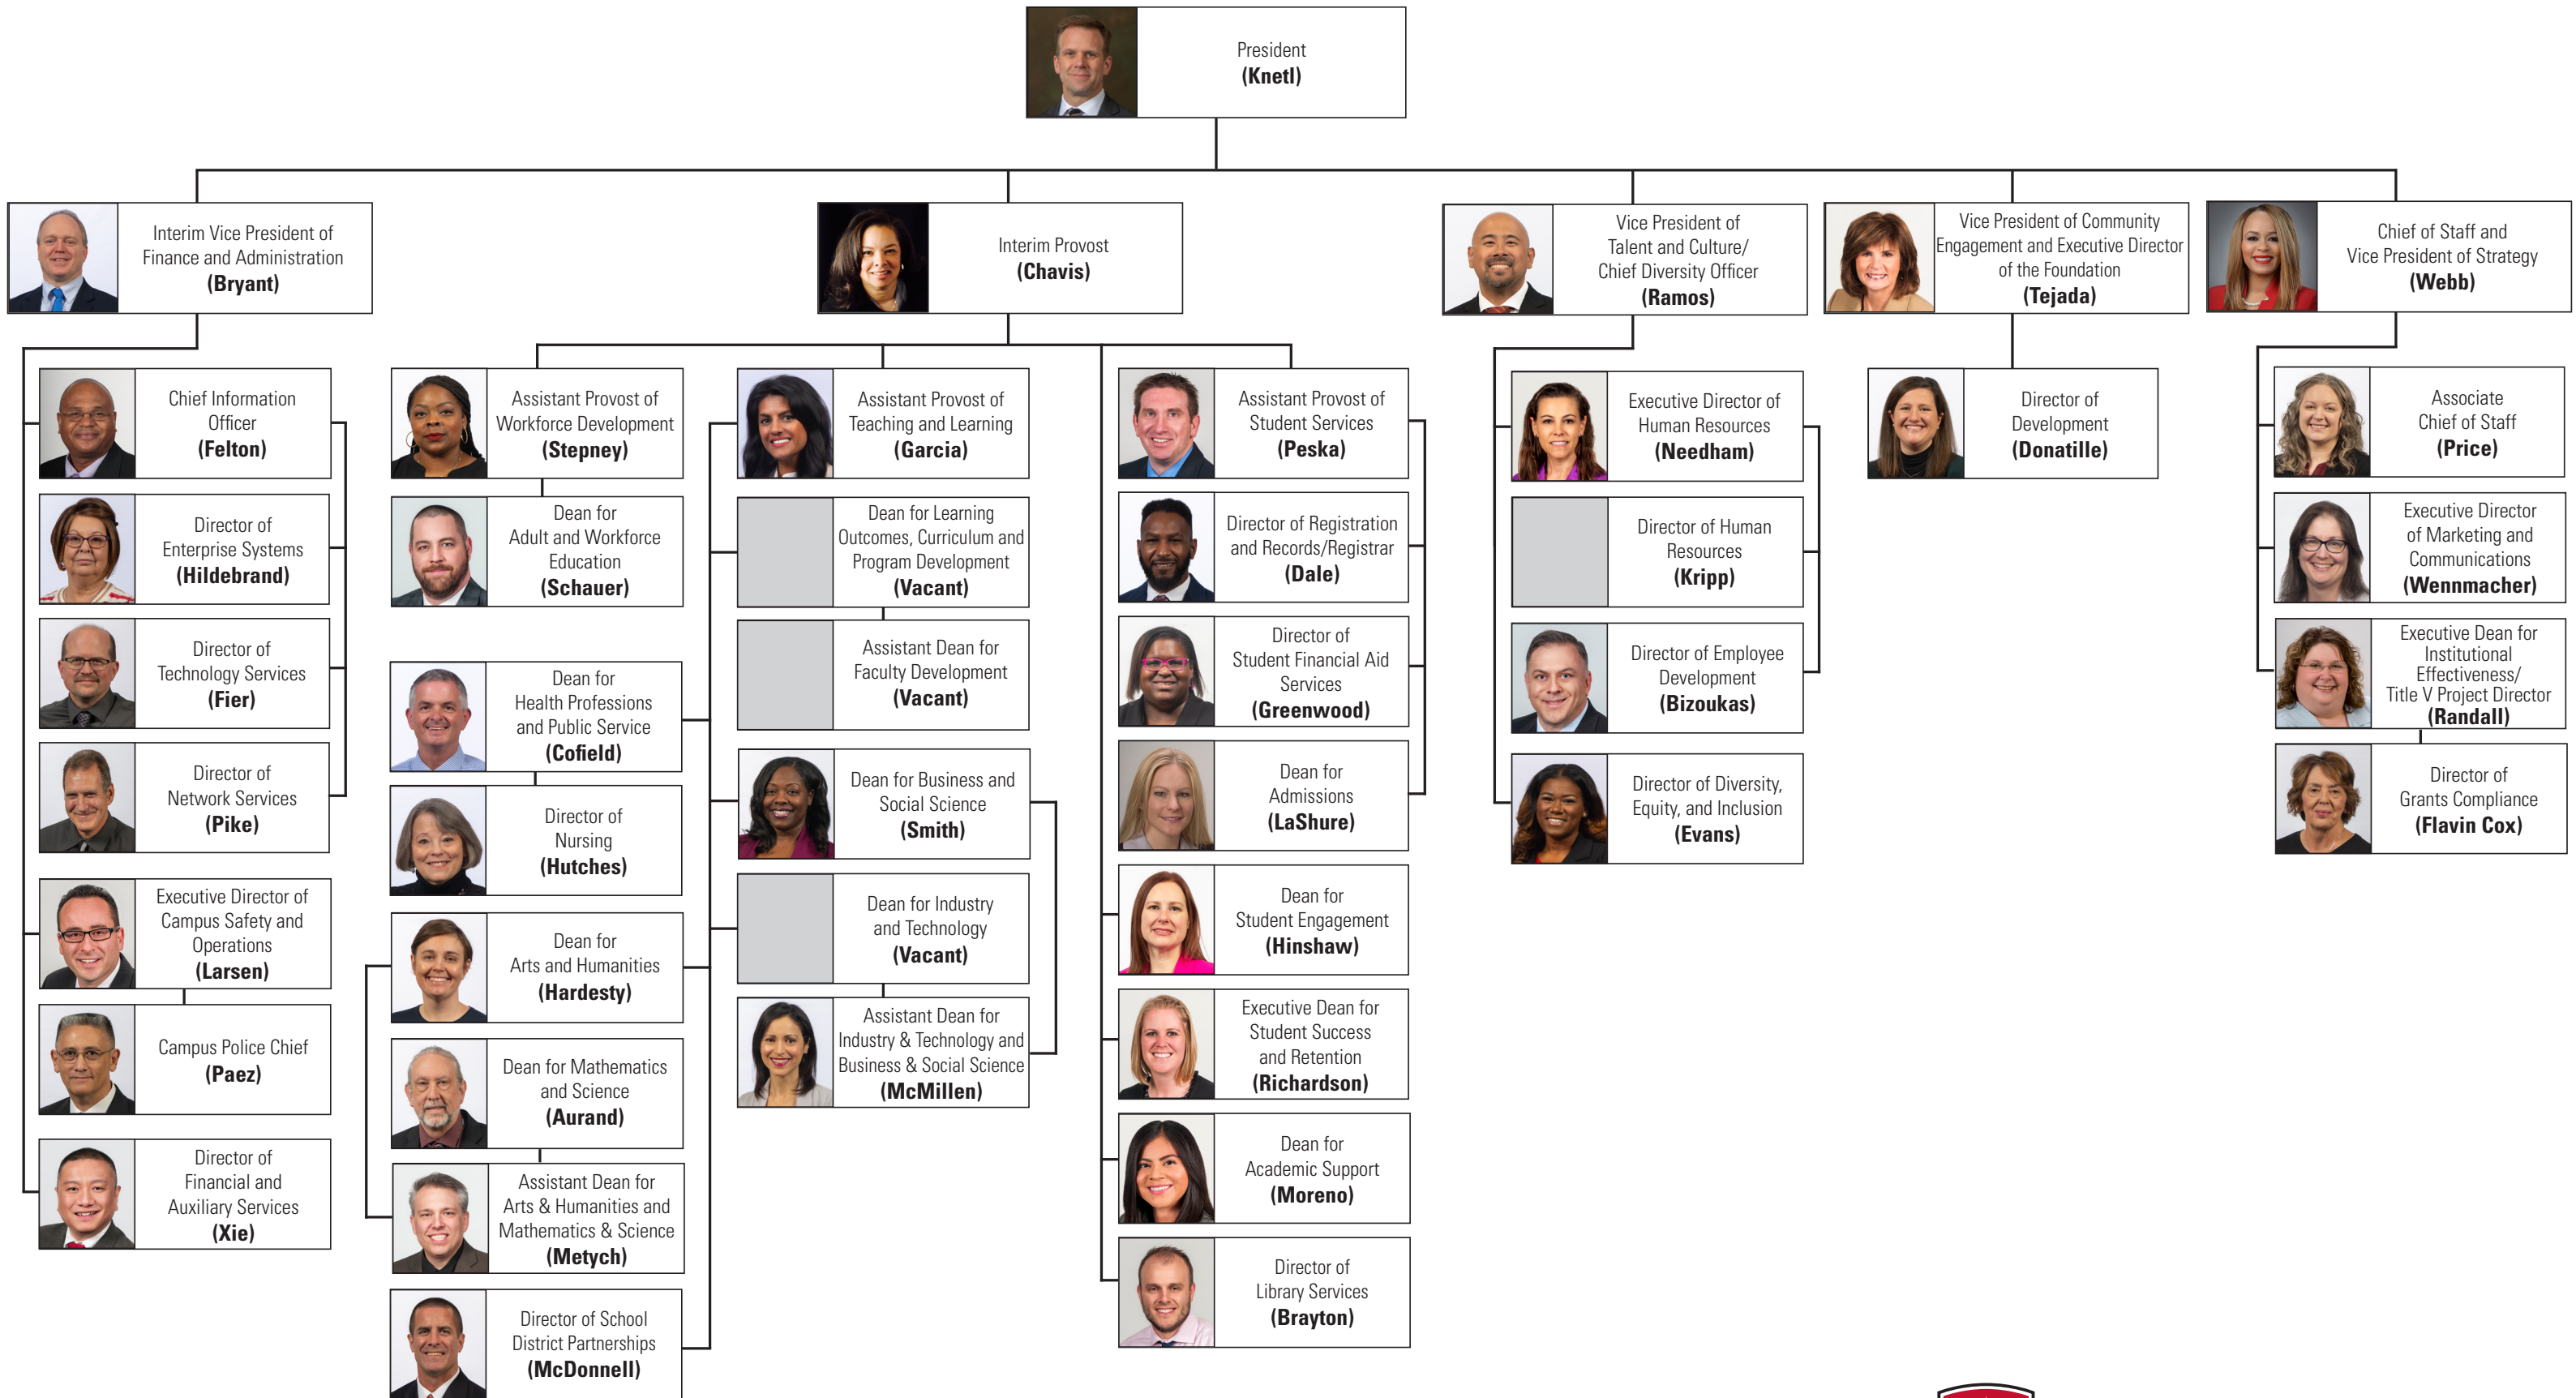 President
(Knetl)
Interim Vice President of
Finance and Administration
(Bryant)
Interim Provost
(Chavis)
Vice President of
Talent and Culture/
Chief Diversity Officer
(Ramos)
Vice President of Community
Engagement and Executive Director
of the Foundation
(Tejada)
Chief of Staff and
Vice President of Strategy
(Webb)
Chief Information
Officer
(Felton)
Director of
Enterprise Systems
(Hildebrand)
Director of
Technology Services
(Fier)
Director of
Network Services
(Pike)
Executive Director of
Campus Safety and
Operations
(Larsen)
Campus Police Chief
(Paez)
Director of
Financial and
Auxiliary Services
(Xie)
Assistant Provost of
Workforce Development
(Stepney)
Dean for
Adult and Workforce
Education
(Schauer)
Dean for
Health Professions
and Public Service
(Cofield)
Director of
Nursing
(Hutches)
Dean for
Arts and Humanities
(Hardesty)
Dean for Mathematics
and Science
(Aurand)
Assistant Dean for
Arts & Humanities and
Mathematics & Science
(Metych)
Director of School
District Partnerships
(McDonnell)
Assistant Provost of
Teaching and Learning
(Garcia)
Dean for Learning
Outcomes, Curriculum and
Program Development
(Vacant)
Assistant Dean for
Faculty Development
(Vacant)
Dean for Business and
Social Science
(Smith)
Dean for Industry
and Technology
(Vacant)
Assistant Dean for
Industry & Technology and
Business & Social Science
(McMillen)
Assistant Provost of
Student Services
(Peska)
Director of Registration
and Records/Registrar
(Dale)
Director of
Student Financial Aid
Services
(Greenwood)
Dean for
Admissions
(LaShure)
Dean for
Student Engagement
(Hinshaw)
Executive Dean for
Student Success
and Retention
(Richardson)
Dean for
Academic Support
(Moreno)
Director of
Library Services
(Brayton)
Executive Director of
Human Resources
(Needham)
Director of Human
Resources
(Kripp)
Director of Employee
Development
(Bizoukas)
Director of Diversity,
Equity, and Inclusion
(Evans)
Director of
Development
(Donatille)
Associate
Chief of Staff
(Price)
Executive Director
of Marketing and
Communications
(Wennmacher)
Executive Dean for
Institutional
Effectiveness/
Title V Project Director
(Randall)
Director of
Grants Compliance
(Flavin Cox)